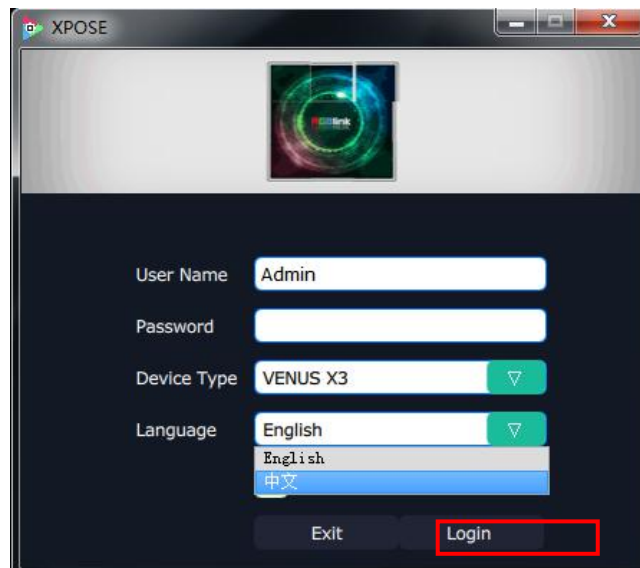 XPOSE
RGBlink
User Name Admin
Password
Device Type VENUS X3
Language English
English
中文
Exit Login